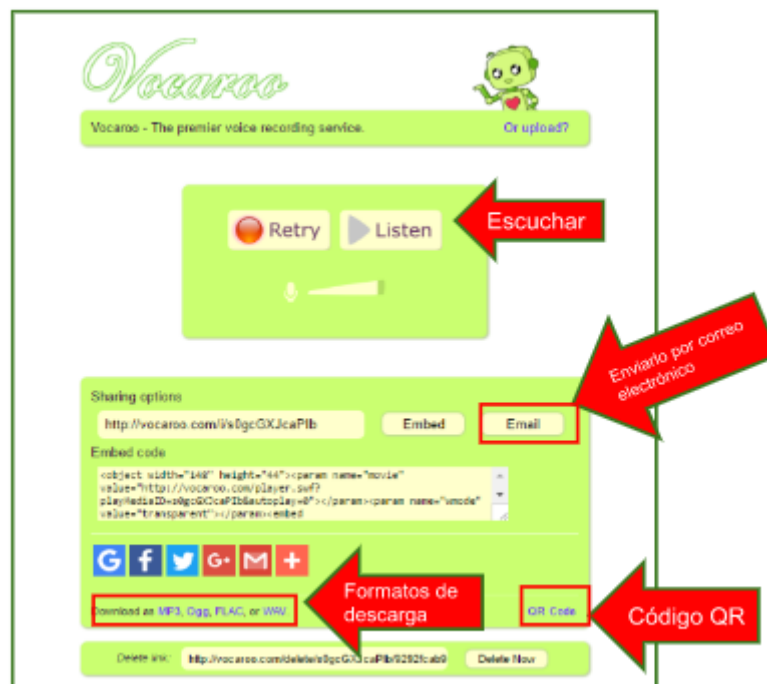 Vocaroo
Vocaroo - The premier voice recording service.
Or upload?
Retry
Listen
Escuchar
Enviarlo por correo
electrónico
Sharing options
http://vocaroo.com/i/s0gcGXJcaPIb
Embed
Email
Embed code
<object width="148" height="44"><param name="movie"
value="http://vocaroo.com/player.swf?
playMediaID=s0gcGXJcaPIb&autoplay=0"></param><param name="wmode"
value="transparent"></param><embed
G f G+ M +
Download as MP3, Ogg, FLAC, or WAV
Formatos de
descarga
QR Code
Código QR
Delete link:
Delete Now